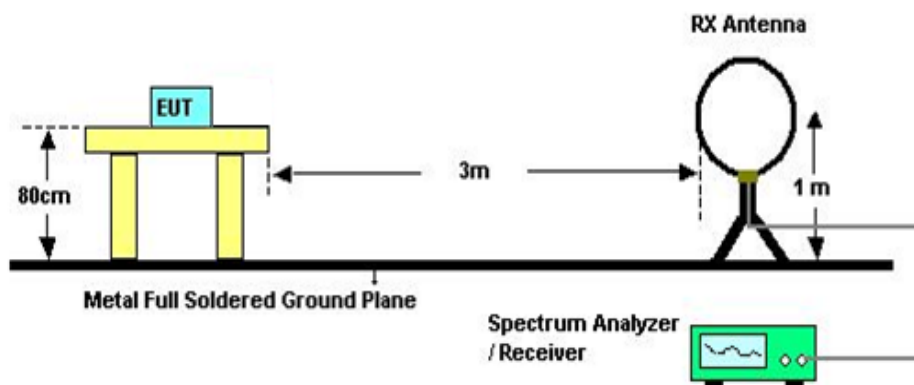 RX Antenna
EUT
3m
80cm
1 m
Metal Full Soldered Ground Plane
Spectrum Analyzer
/ Receiver